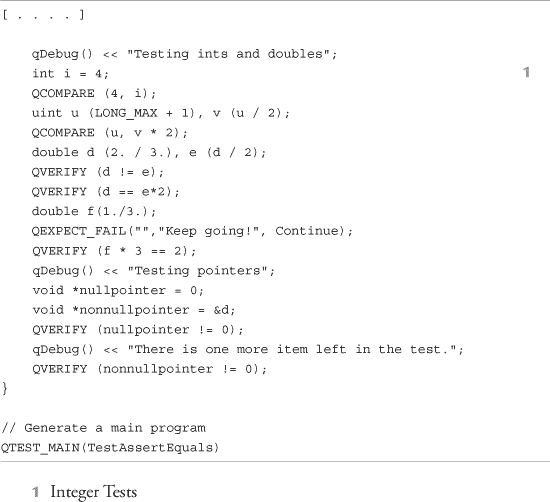 [ . . . . ]
qDebug() << "Testing ints and doubles";
int i = 4;
1
QCOMPARE (4, i);
uint u (LONG_MAX + 1), v (u / 2);
QCOMPARE (u, v * 2);
double d (2. / 3.), e (d / 2);
QVERIFY (d != e);
QVERIFY (d == e*2);
double f(1./3.);
QEXPECT_FAIL("","Keep going!", Continue);
QVERIFY (f * 3 == 2);
qDebug() << "Testing pointers";
void *nullpointer = 0;
void *nonnullpointer = &d;
QVERIFY (nullpointer != 0);
qDebug() << "There is one more item left in the test.";
QVERIFY (nonnullpointer != 0);
}
// Generate a main program
QTEST_MAIN(TestAssertEquals)
1 Integer Tests